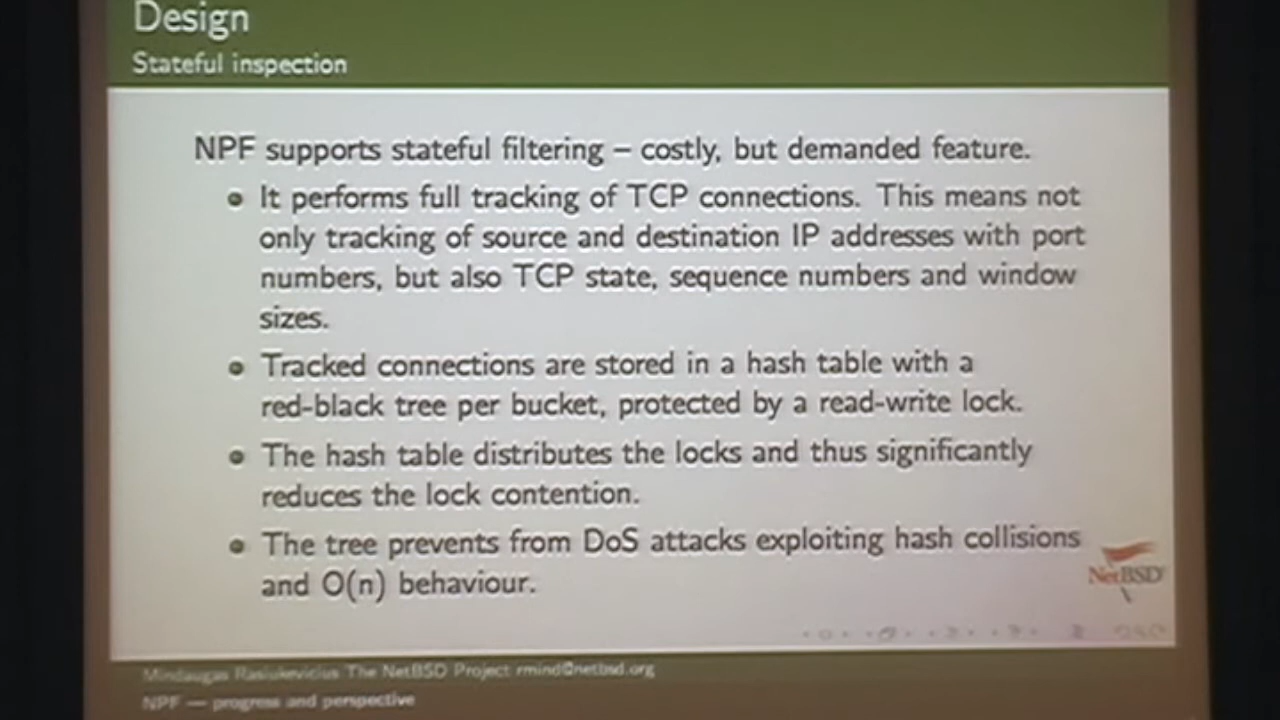 Design
Stateful inspection
NPF supports stateful filtering – costly, but demanded feature.
It performs full tracking of TCP connections. This means not
only tracking of source and destination IP addresses with port
numbers, but also TCP state, sequence numbers and window
sizes.
Tracked connections are stored in a hash table with a
red-black tree per bucket, protected by a read-write lock.
The hash table distributes the locks and thus significantly
reduces the lock contention.
The tree prevents from DoS attacks exploiting hash collisions
and O(n) behaviour.
NetBSD
Mindaugas Rasiukevicius The NetBSD Project rmind@netbsd.org
NPF — progress and perspective